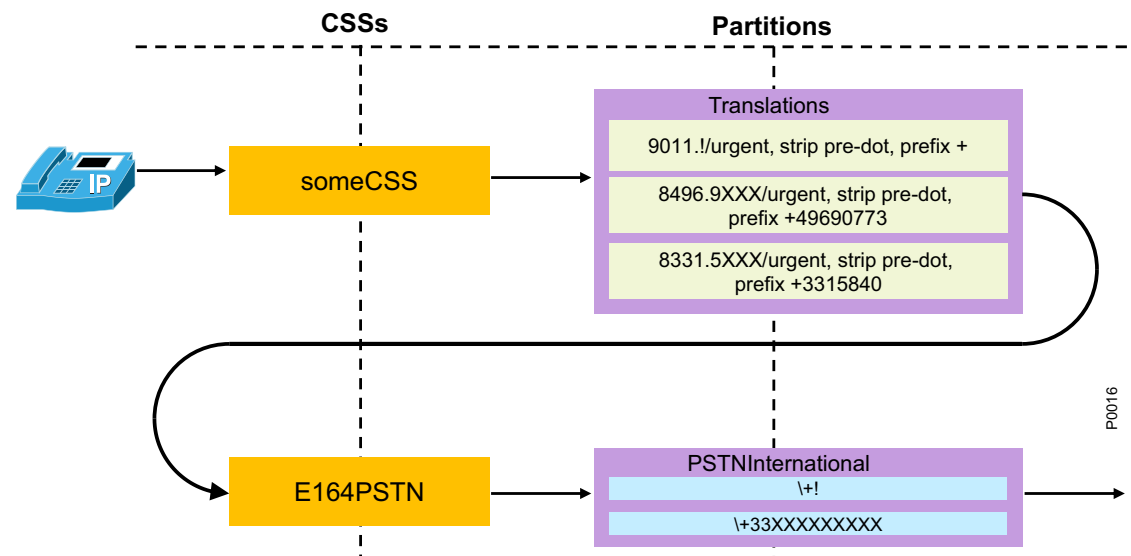 CSSs
Partitions
Translations
9011.!/urgent, strip pre-dot, prefix +
IP
someCSS
8496.9XXX/urgent, strip pre-dot,
prefix +49690773
8331.5XXX/urgent, strip pre-dot,
prefix +3315840
P0016
E164PSTN
PSTNInternational
\+!
\+33XXXXXXXXX